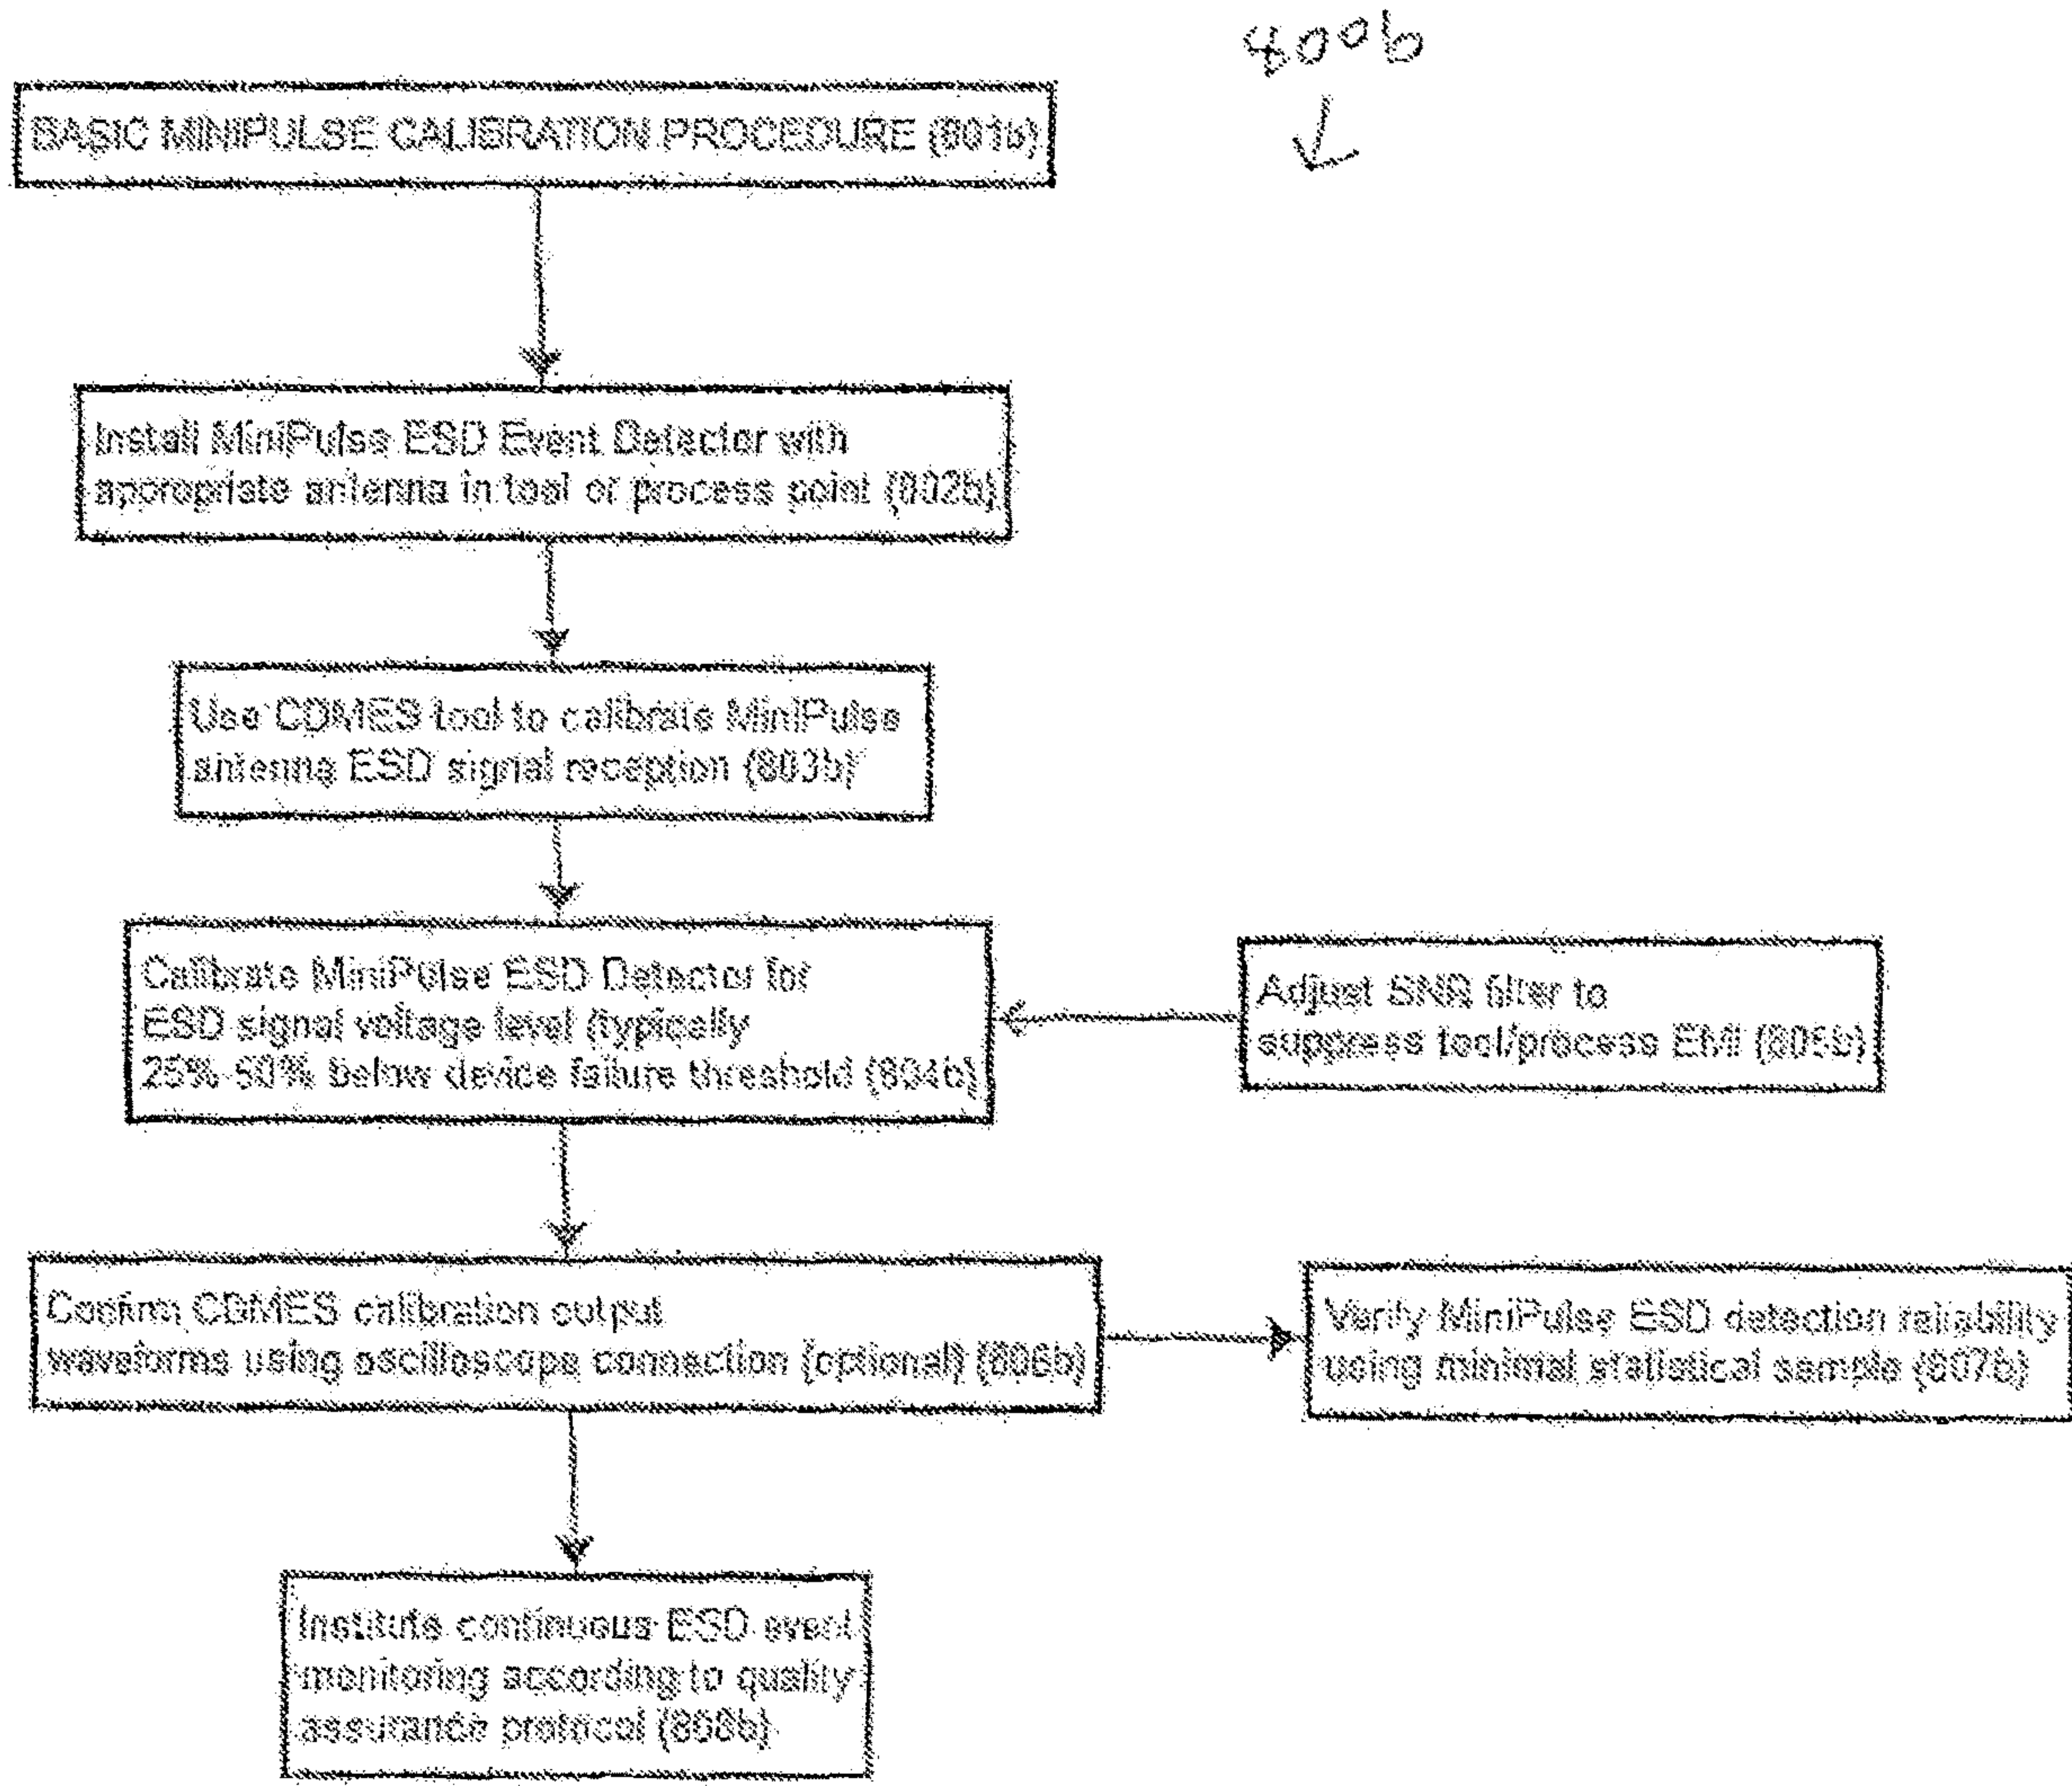 800b
BASIC MINIPULSE CALIBRATION PROCEDURE (801b)
Install MiniPulse ESD Event Detector with
appropriate antenna in tool or process point (802b)
Use CDMES tool to calibrate MiniPulse
antenna ESD signal reception (803b)
Calibrate MiniPulse ESD Detector for
ESD signal voltage level (typically
25%-50% below device failure threshold (804b)
Adjust SNR filter to
suppress tool/process EMI (805b)
Confirm CDMES calibration output
waveforms using oscilloscope connection (optional) (806b)
Verify MiniPulse ESD detection reliability
using minimal statistical sample (807b)
Institute continuous ESD event
monitoring according to quality
assurance protocol (808b)